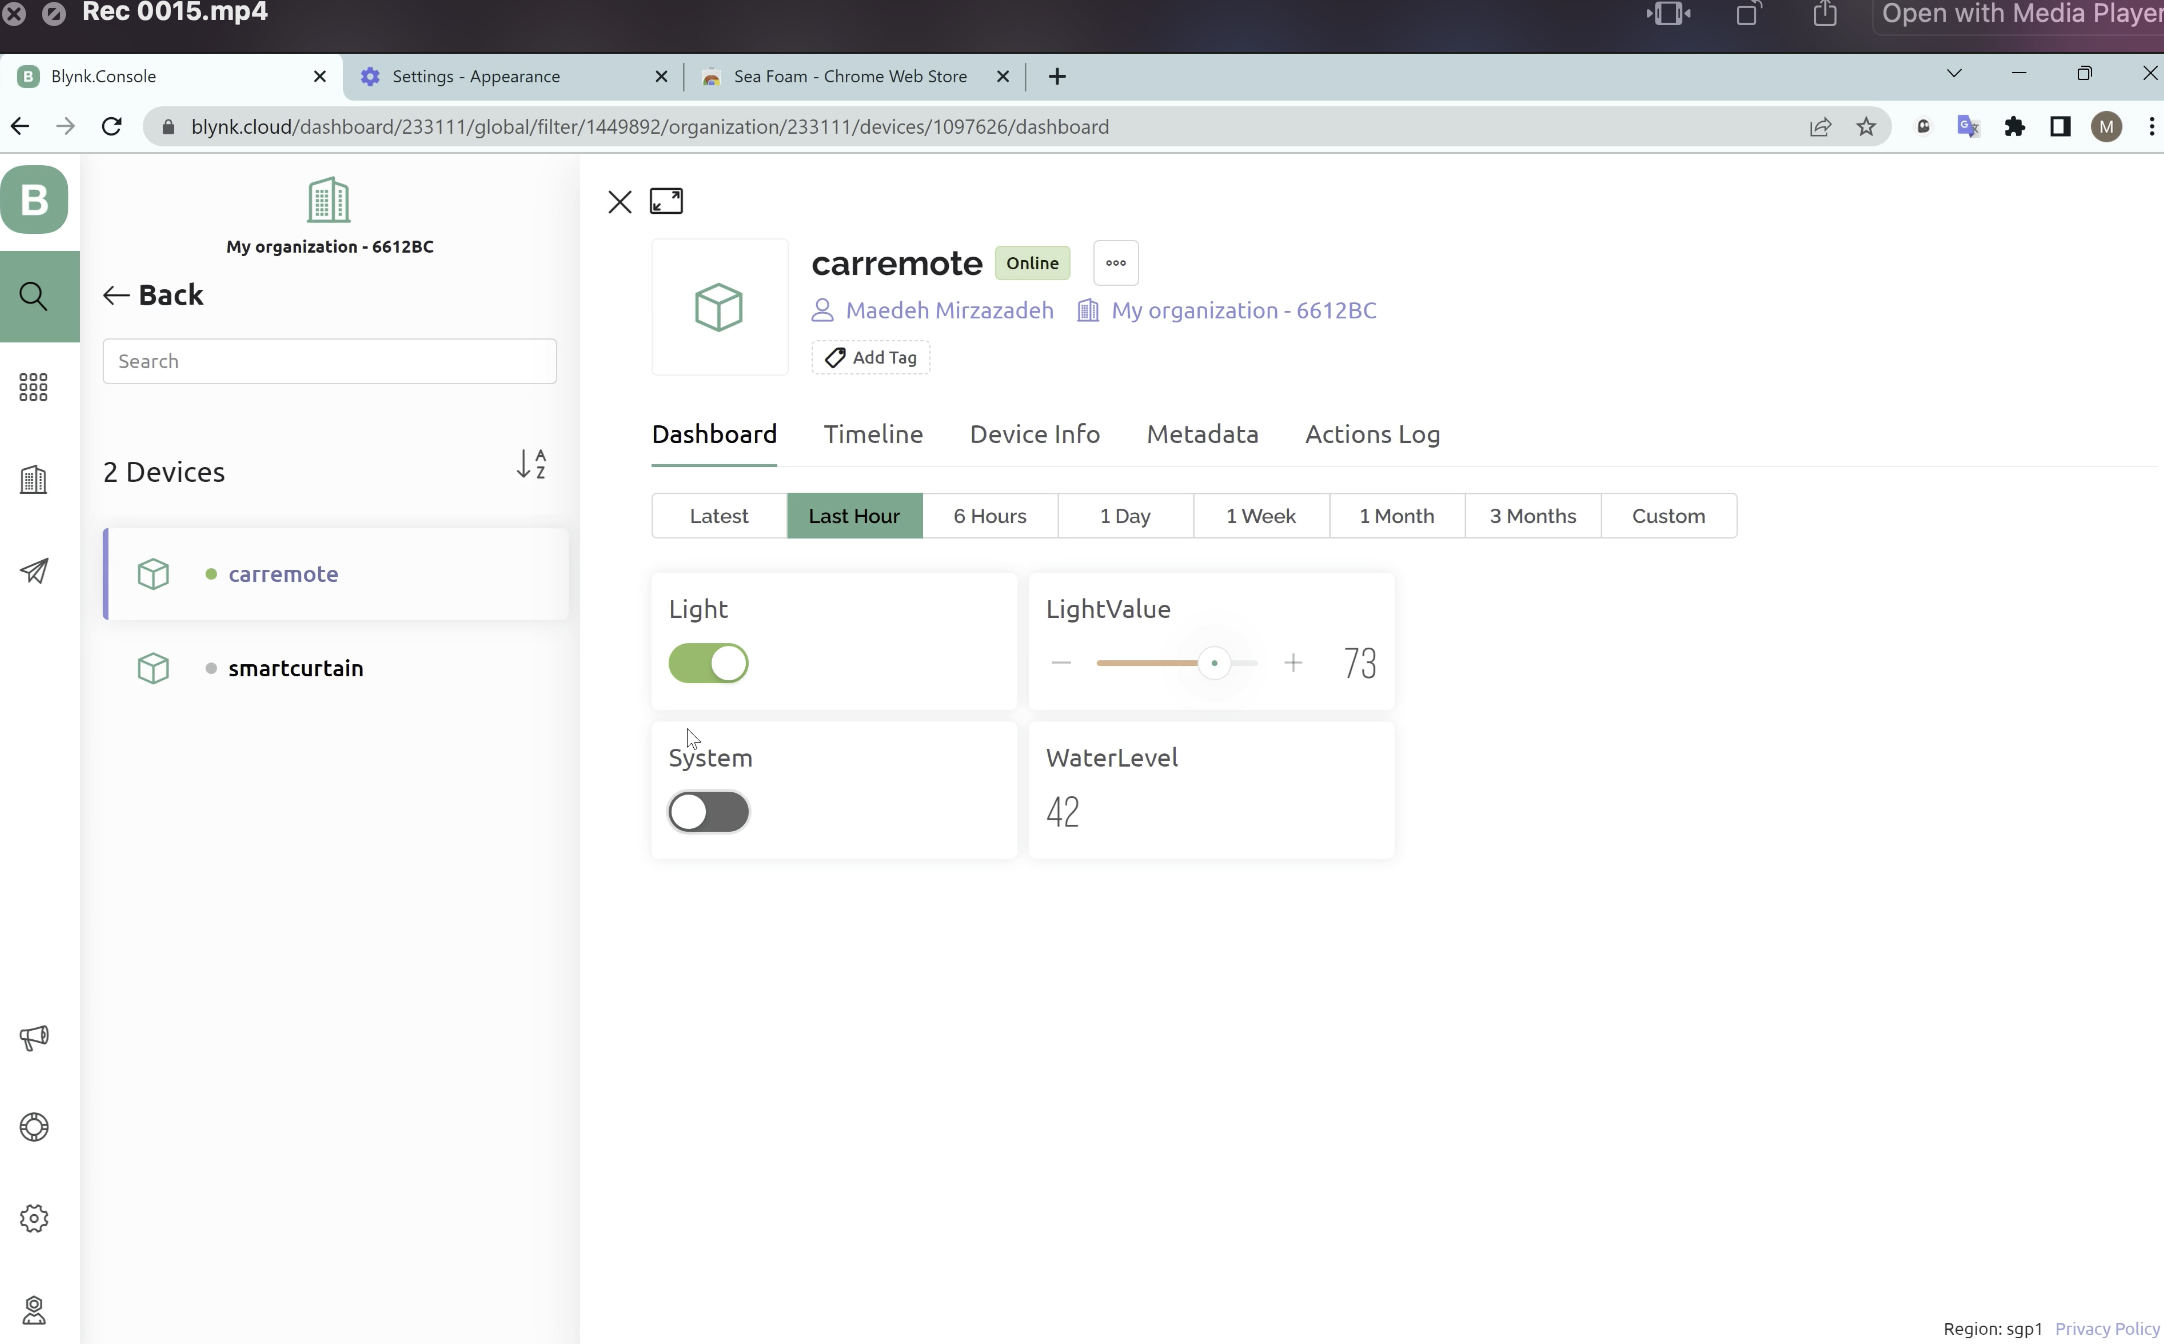 Rec 0015.mp4
Open with Media Player
Blynk.Console
Settings - Appearance
Sea Foam - Chrome Web Store
blynk.cloud/dashboard/233111/global/filter/1449892/organization/233111/devices/1097626/dashboard
M
B
My organization - 6612BC
Back
Search
2 Devices
A
Z
carremote
smartcurtain
carremote Online
Maedeh Mirzazadeh My organization - 6612BC
Add Tag
Dashboard Timeline Device Info Metadata Actions Log
Latest Last Hour 6 Hours 1 Day 1 Week 1 Month 3 Months Custom
Light
LightValue
73
System
WaterLevel
42
Region: sgp1 Privacy Policy